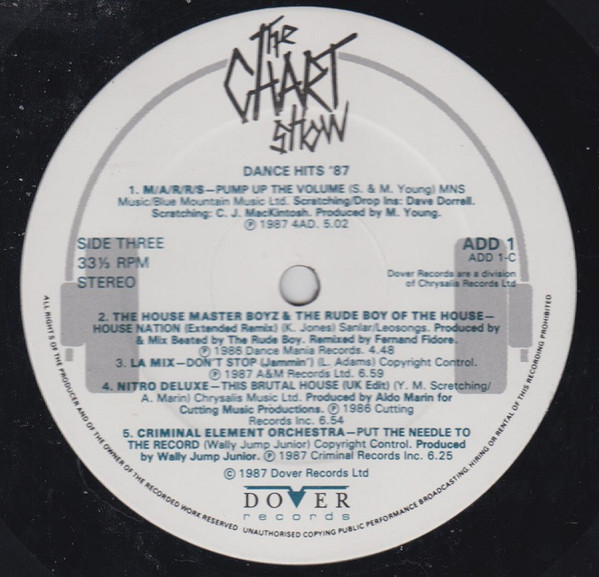 The
CHART
Show
DANCE HITS '87
1. M/A/R/R/S—PUMP UP THE VOLUME (S. & M. Young) MNS
Music/Blue Mountain Music Ltd. Scratching/Drop Ins: Dave Dorrell.
Scratching: C. J. MacKintosh. Produced by M. Young.
Ⓟ 1987 4AD. 5.02
SIDE THREE
33⅓ RPM
STEREO
ADD 1
ADD 1-C
Dover Records are a division
of Chrysalis Records Ltd
2. THE HOUSE MASTER BOYZ & THE RUDE BOY OF THE HOUSE—
HOUSE NATION (Extended Remix) (K. Jones) Sanlar/Leosongs. Produced by
& Mix Beated by The Rude Boy. Remixed by Fernand Fidore.
Ⓟ 1986 Dance Mania Records. 4.48
3. LA MIX—DON'T STOP (Jammin') (L. Adams) Copyright Control.
Ⓟ 1987 A&M Records Ltd. 6.59
4. NITRO DELUXE—THIS BRUTAL HOUSE (UK Edit) (Y. M. Scretching/
A. Marin) Chrysalis Music Ltd. Produced by Aldo Marin for
Cutting Music Productions. Ⓟ 1986 Cutting
Records Inc. 6.54
5. CRIMINAL ELEMENT ORCHESTRA—PUT THE NEEDLE TO
THE RECORD (Wally Jump Junior) Copyright Control. Produced
by Wally Jump Junior. Ⓟ 1987 Criminal Records Inc. 6.25
© 1987 Dover Records Ltd
DOVER
records
ALL RIGHTS OF THE PRODUCER AND OF THE OWNER OF THE RECORDED WORK RESERVED UNAUTHORISED COPYING PUBLIC PERFORMANCE BROADCASTING, HIRING OR RENTAL OF THIS RECORDING PROHIBITED